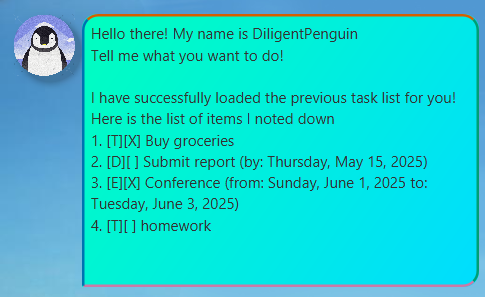 Hello there! My name is DiligentPenguin
Tell me what you want to do!
I have successfully loaded the previous task list for you!
Here is the list of items I noted down
1. [T][X] Buy groceries
2. [D][ ] Submit report (by: Thursday, May 15, 2025)
3. [E][X] Conference (from: Sunday, June 1, 2025 to:
Tuesday, June 3, 2025)
4. [T][ ] homework